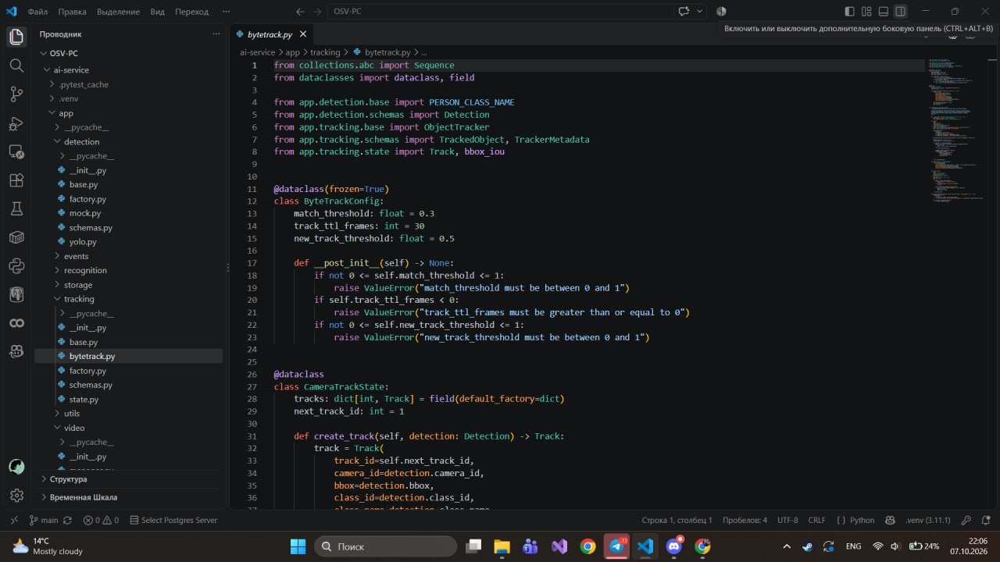 Файл Правка Выделение Вид Переход ··· OSV-PC
Включить или выключить дополнительную боковую панель (CTRL+ALT+B)
Проводник ···
OSV-PC
ai-service
.pytest_cache
.venv
app
__pycache__
detection
__pycache__
__init__.py
base.py
factory.py
mock.py
schemas.py
yolo.py
events
recognition
storage
tracking
__pycache__
__init__.py
base.py
bytetrack.py
factory.py
schemas.py
state.py
utils
video
__pycache__
__init__.py
Структура
Временная Шкала
bytetrack.py
ai-service > app > tracking > bytetrack.py > ...
1 from collections.abc import Sequence
2 from dataclasses import dataclass, field
3
4 from app.detection.base import PERSON_CLASS_NAME
5 from app.detection.schemas import Detection
6 from app.tracking.base import ObjectTracker
7 from app.tracking.schemas import TrackedObject, TrackerMetadata
8 from app.tracking.state import Track, bbox_iou
9
10
11 @dataclass(frozen=True)
12 class ByteTrackConfig:
13     match_threshold: float = 0.3
14     track_ttl_frames: int = 30
15     new_track_threshold: float = 0.5
16
17     def __post_init__(self) -> None:
18         if not 0 <= self.match_threshold <= 1:
19             raise ValueError("match_threshold must be between 0 and 1")
20         if self.track_ttl_frames < 0:
21             raise ValueError("track_ttl_frames must be greater than or equal to 0")
22         if not 0 <= self.new_track_threshold <= 1:
23             raise ValueError("new_track_threshold must be between 0 and 1")
24
25
26 @dataclass
27 class CameraTrackState:
28     tracks: dict[int, Track] = field(default_factory=dict)
29     next_track_id: int = 1
30
31     def create_track(self, detection: Detection) -> Track:
32         track = Track(
33             track_id=self.next_track_id,
34             camera_id=detection.camera_id,
35             bbox=detection.bbox,
36             class_id=detection.class_id,
main 0 0 Select Postgres Server Строка 1, столбец 1 Пробелов: 4 UTF-8 CRLF { } Python .venv (3.11.1)
14°C
Mostly cloudy
Поиск
11
ENG 24%
22:06
07.10.2026